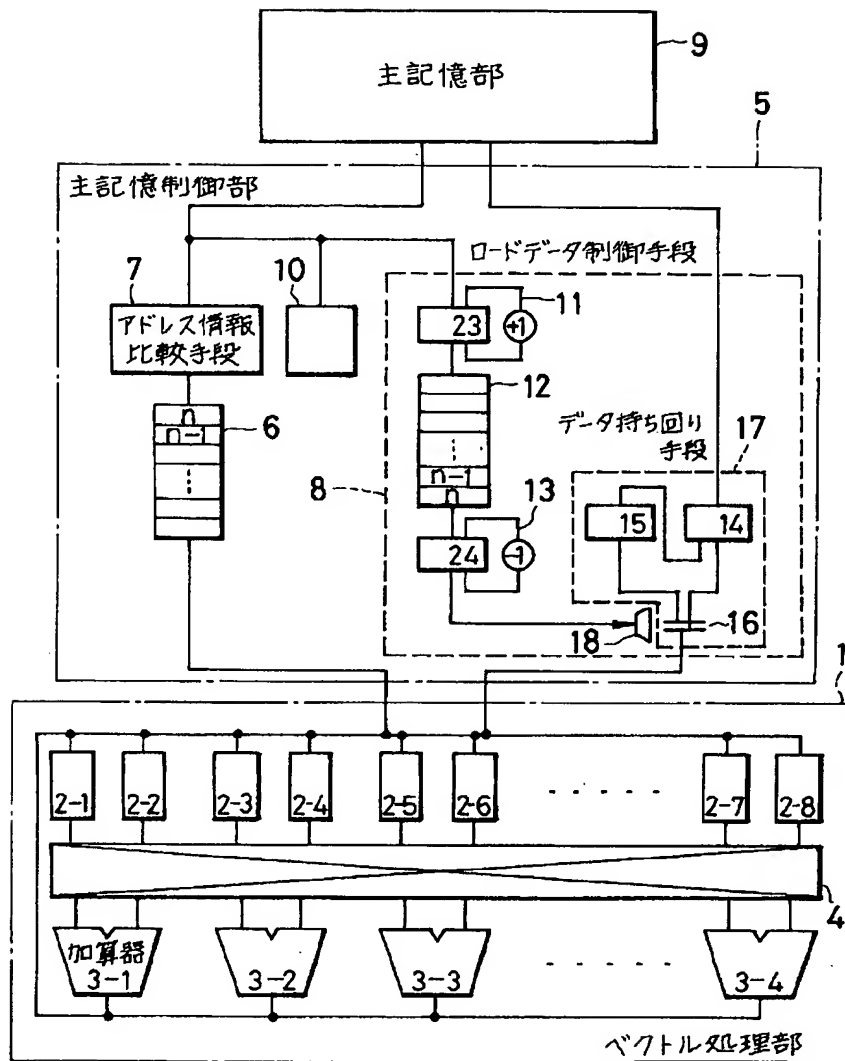 主記憶部
9
5
主記憶制御部
ロードデータ制御手段
7
10
アドレス情報
比較手段
23
+1
11
12
n
n-1
6
データ持ち回り
手段
17
8
n-1
n
13
24
-1
15
14
18
16
1
2-1
2-2
2-3
2-4
2-5
2-6
2-7
2-8
4
加算器
3-1
3-2
3-3
3-4
ベクトル処理部